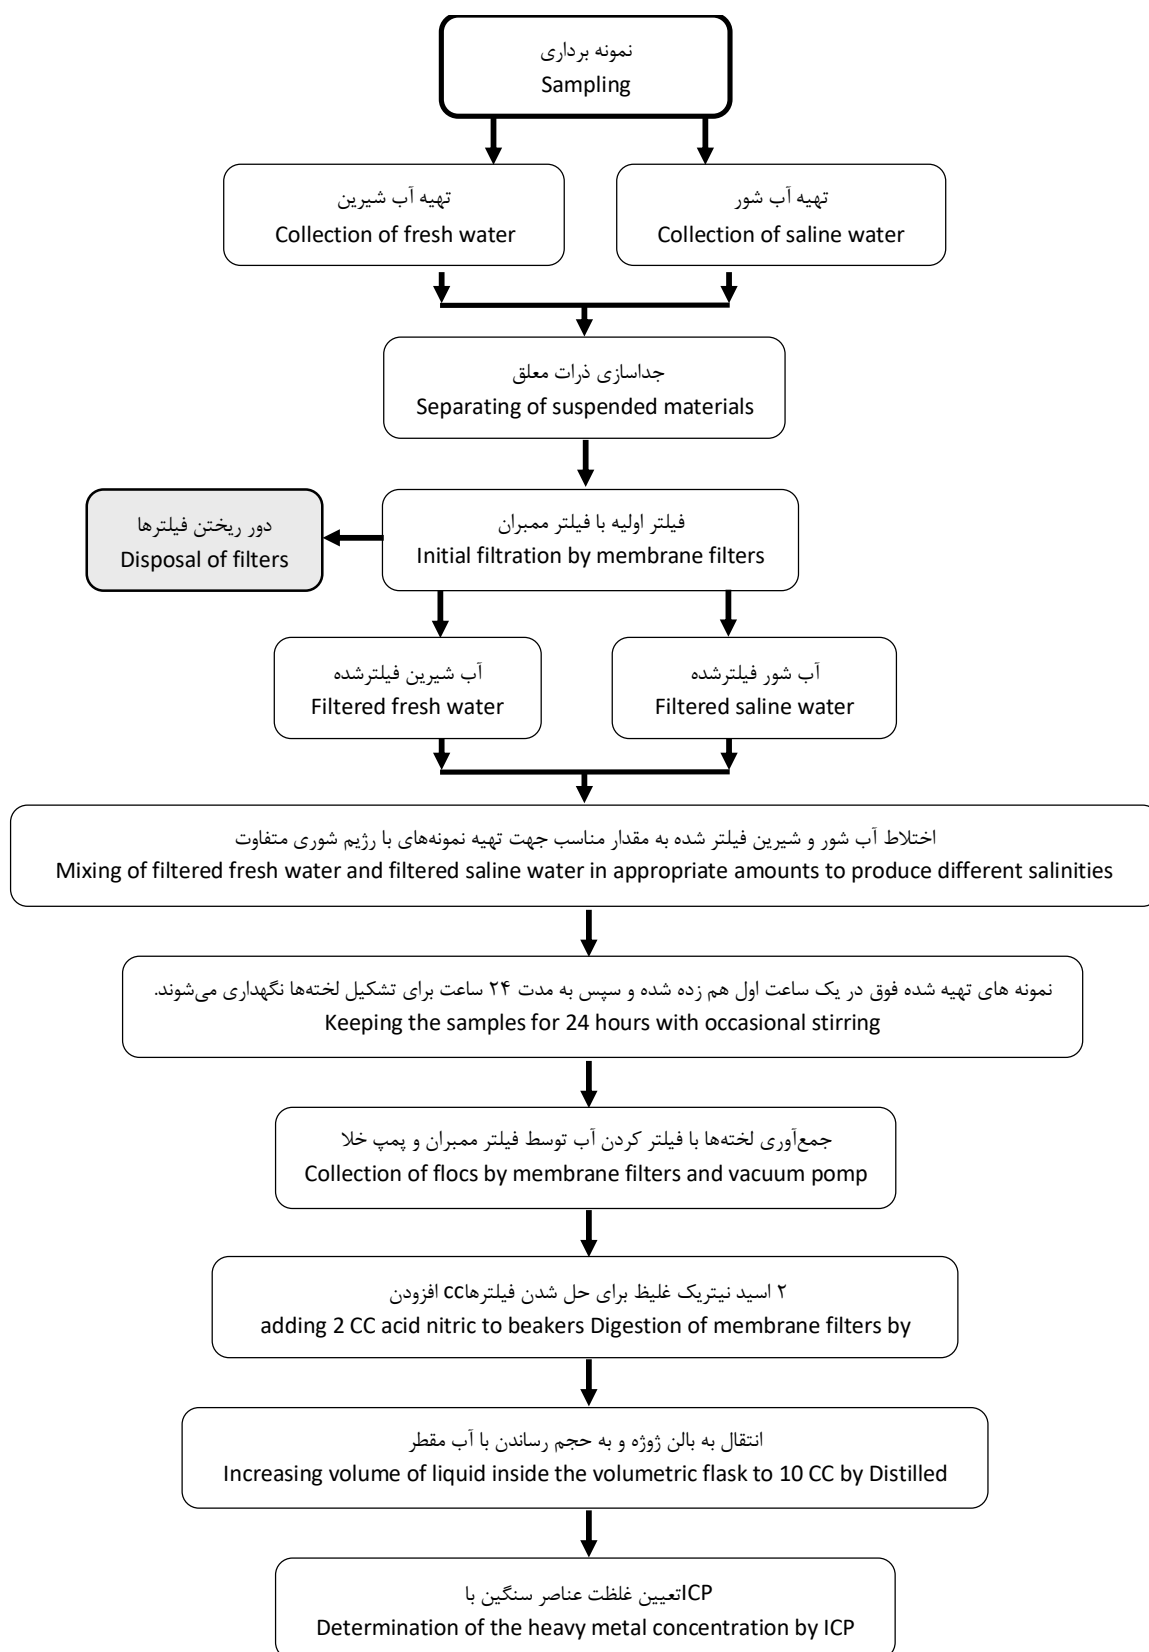 نمونه برداری
Sampling
تهیه آب شیرین
Collection of fresh water
تهیه آب شور
Collection of saline water
جداسازی ذرات معلق
Separating of suspended materials
دور ریختن فیلترها
Disposal of filters
فیلتر اولیه با فیلتر ممبران
Initial filtration by membrane filters
آب شیرین فیلترشده
Filtered fresh water
آب شور فیلترشده
Filtered saline water
اختلاط آب شور و شیرین فیلتر شده به مقدار مناسب جهت تهیه نمونه‌های با رژیم شوری متفاوت
Mixing of filtered fresh water and filtered saline water in appropriate amounts to produce different salinities
نمونه های تهیه شده فوق در یک ساعت اول هم زده شده و سپس به مدت ۲۴ ساعت برای تشکیل لخته‌ها نگهداری می‌شوند.
Keeping the samples for 24 hours with occasional stirring
جمع‌آوری لخته‌ها با فیلتر کردن آب توسط فیلتر ممبران و پمپ خلا
Collection of flocs by membrane filters and vacuum pomp
۲ اسید نیتریک غلیظ برای حل شدن فیلترهاcc افزودن
adding 2 CC acid nitric to beakers Digestion of membrane filters by
انتقال به بالن ژوژه و به حجم رساندن با آب مقطر
Increasing volume of liquid inside the volumetric flask to 10 CC by Distilled
ICPتعیین غلظت عناصر سنگین با
Determination of the heavy metal concentration by ICP